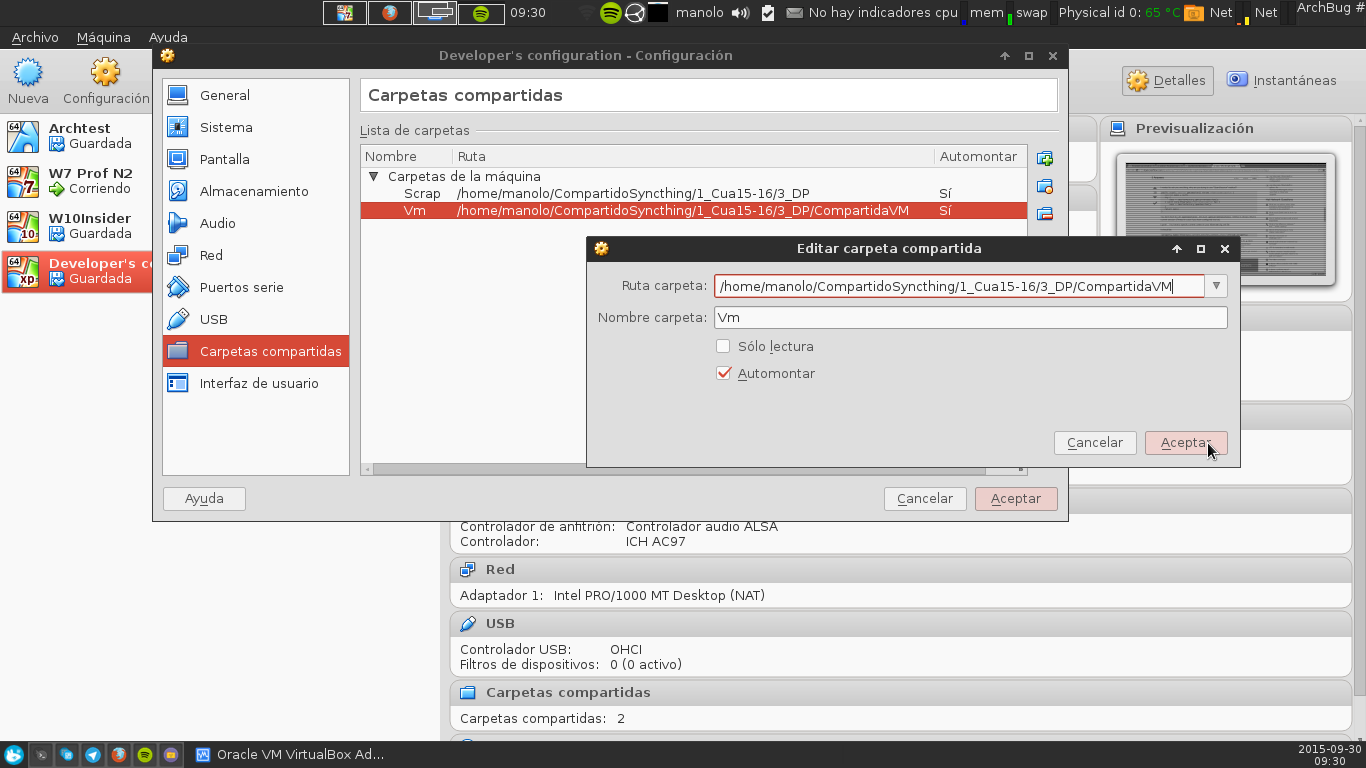 09:30 manolo No hay indicadores cpu mem swap Physical id 0: 65 °C Net Net ArchBug #
Archivo Máquina Ayuda
Developer's configuration - Configuración
Nueva Configuración
Detalles Instantáneas
Archtest
Guardada
W7 Prof N2
Corriendo
W10Insider
Guardada
Developer's co
Guardada
General
Sistema
Pantalla
Almacenamiento
Audio
Red
Puertos serie
USB
Carpetas compartidas
Interfaz de usuario
Carpetas compartidas
Lista de carpetas
Nombre Ruta Automontar
Carpetas de la máquina
Scrap /home/manolo/CompartidoSyncthing/1_Cua15-16/3_DP Sí
Vm /home/manolo/CompartidoSyncthing/1_Cua15-16/3_DP/CompartidaVM Sí
Previsualización
Editar carpeta compartida
Ruta carpeta: /home/manolo/CompartidoSyncthing/1_Cua15-16/3_DP/CompartidaVM
Nombre carpeta: Vm
Sólo lectura
Automontar
Cancelar Aceptar
Ayuda Cancelar Aceptar
Controlador de anfitrión: Controlador audio ALSA
Controlador: ICH AC97
Red
Adaptador 1: Intel PRO/1000 MT Desktop (NAT)
USB
Controlador USB: OHCI
Filtros de dispositivos: 0 (0 activo)
Carpetas compartidas
Carpetas compartidas: 2
Oracle VM VirtualBox Ad...
2015-09-30
09:30